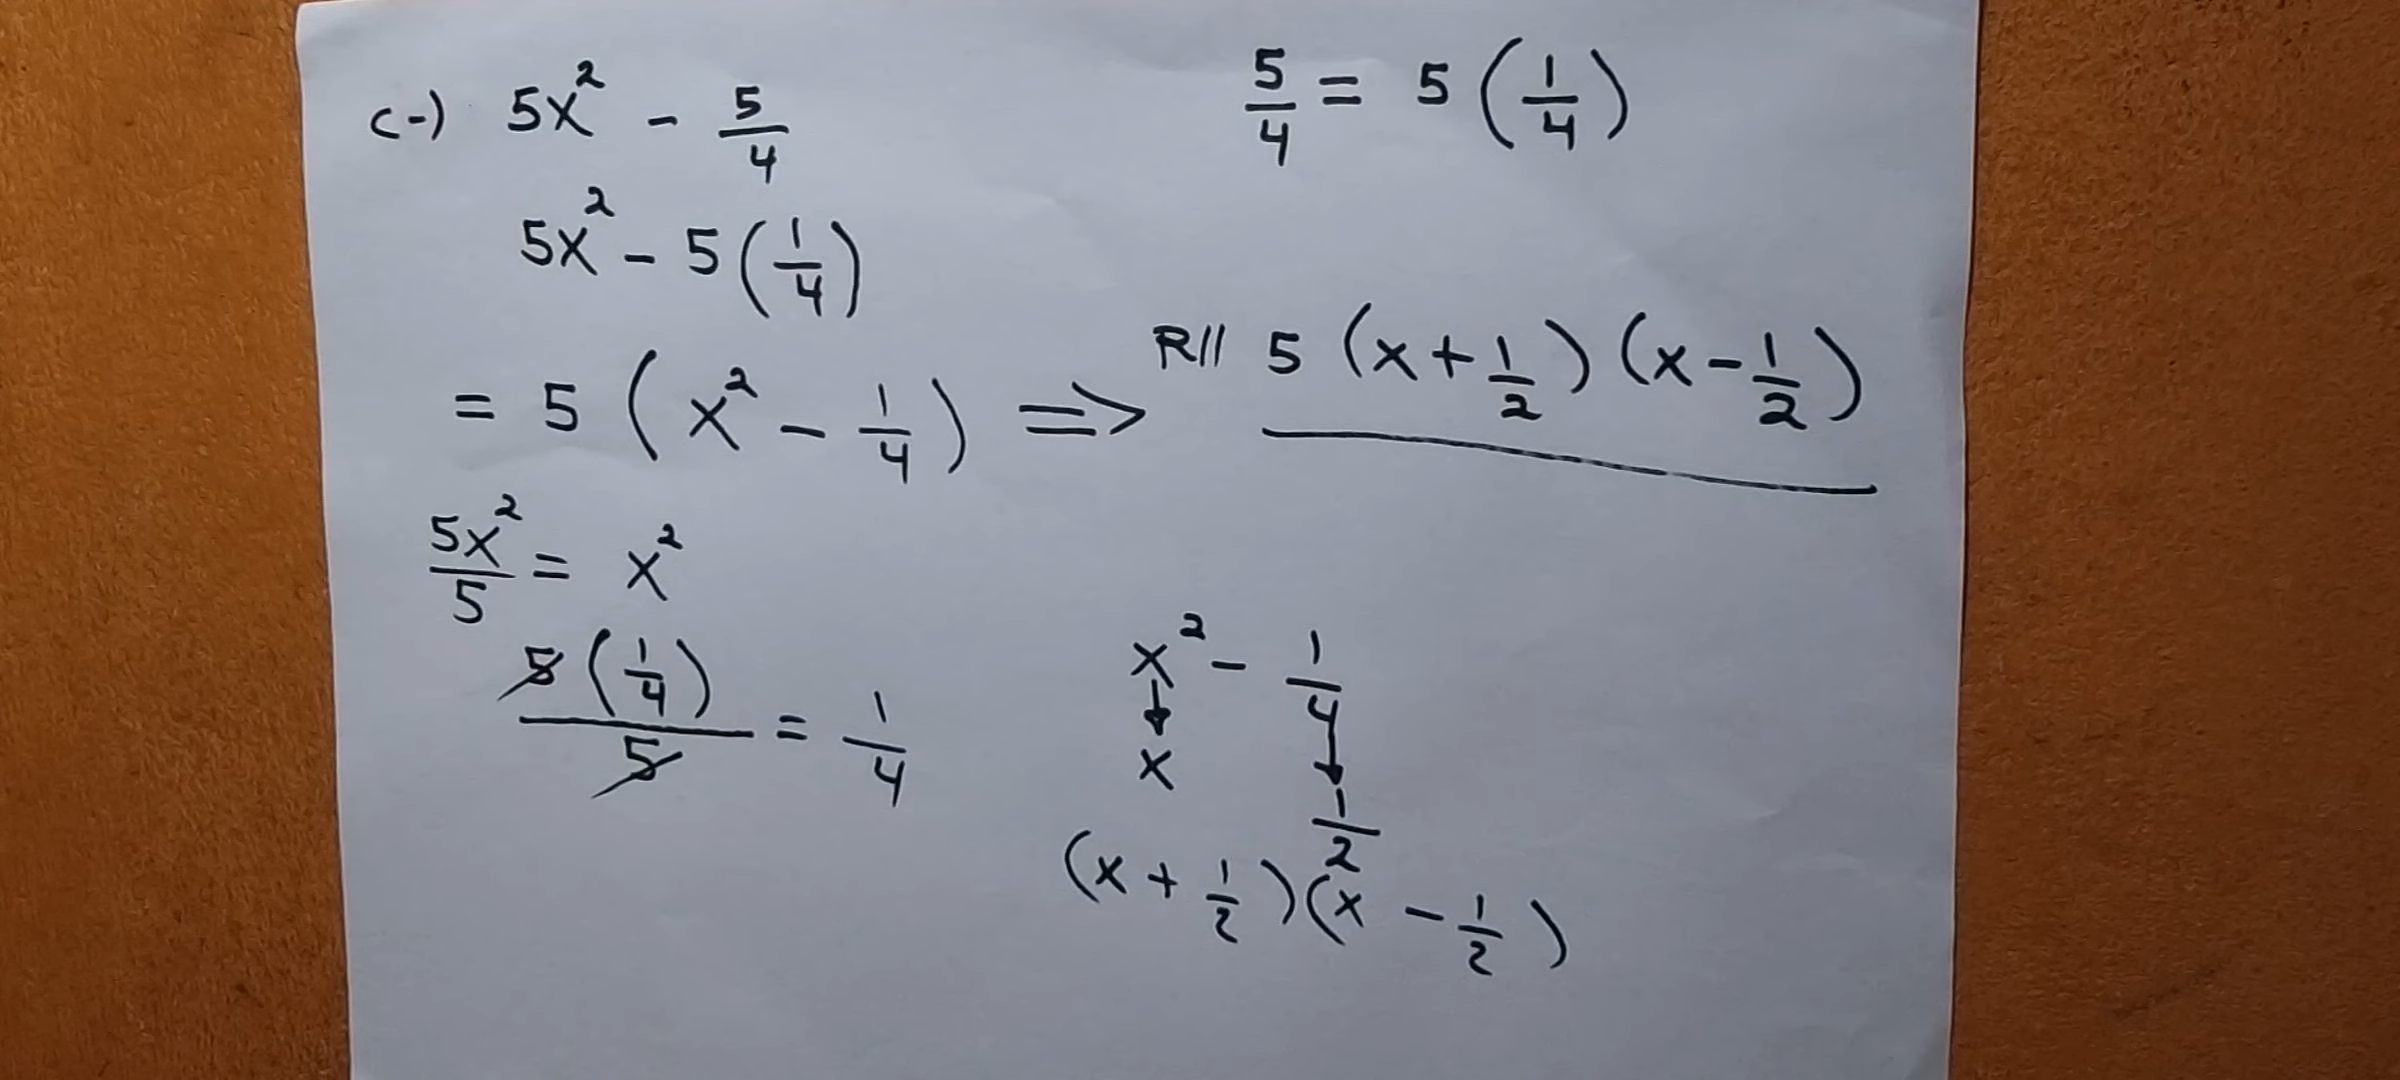 c-) 5x² - 5/4
5/4 = 5 (1/4)
5x² - 5 (1/4)
= 5 (x² - 1/4) ⇒ R// 5 (x + 1/2) (x - 1/2)
5x²/5 = x²
5 (1/4)/5 = 1/4
x² - 1/4
↓ ↓
x 1/2
(x + 1/2)(x - 1/2)